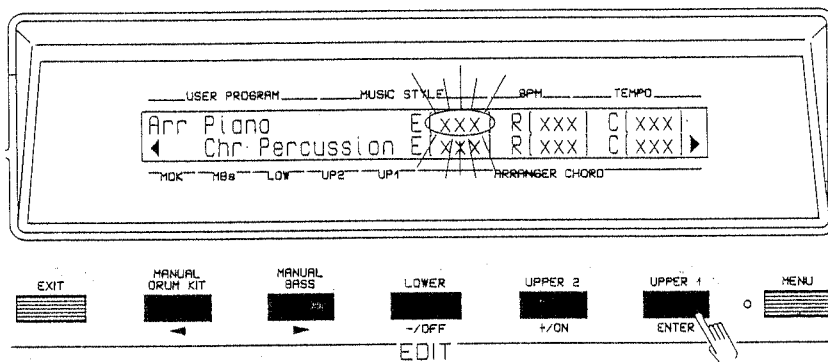 USER PROGRAM MUSIC STYLE BPM TEMPO
Arr Piano E[xxx] R[xxx] C[xxx]
◄ Chr Percussion E[xxx] R[xxx] C[xxx] ►
MDK MBs LOW UP2 UP1 ARRANGER CHORD
EXIT MANUAL DRUM KIT MANUAL BASS LOWER UPPER 2 UPPER 1 MENU
◄ ► -/OFF +/ON ENTER
EDIT